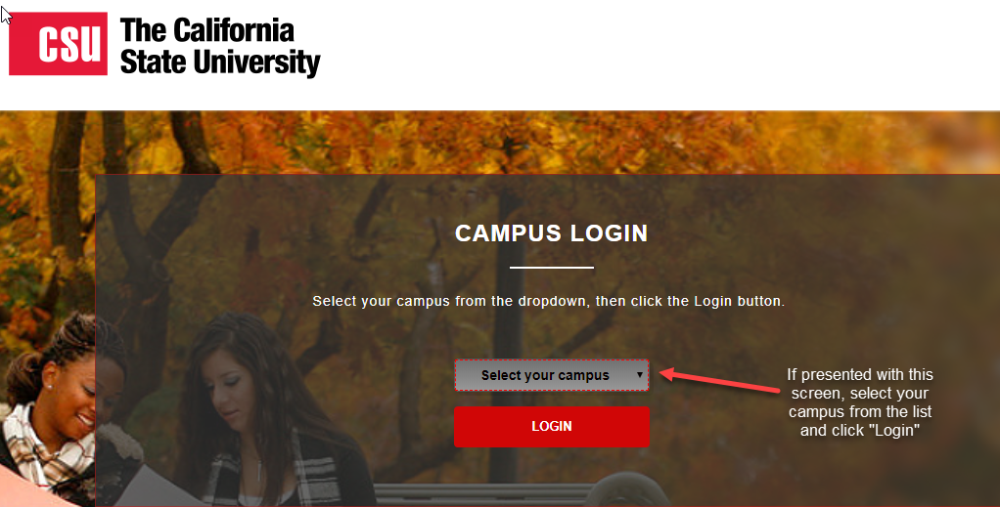 CSU
The California
State University
CAMPUS LOGIN
Select your campus from the dropdown, then click the Login button.
Select your campus
LOGIN
If presented with this
screen, select your
campus from the list
and click "Login"